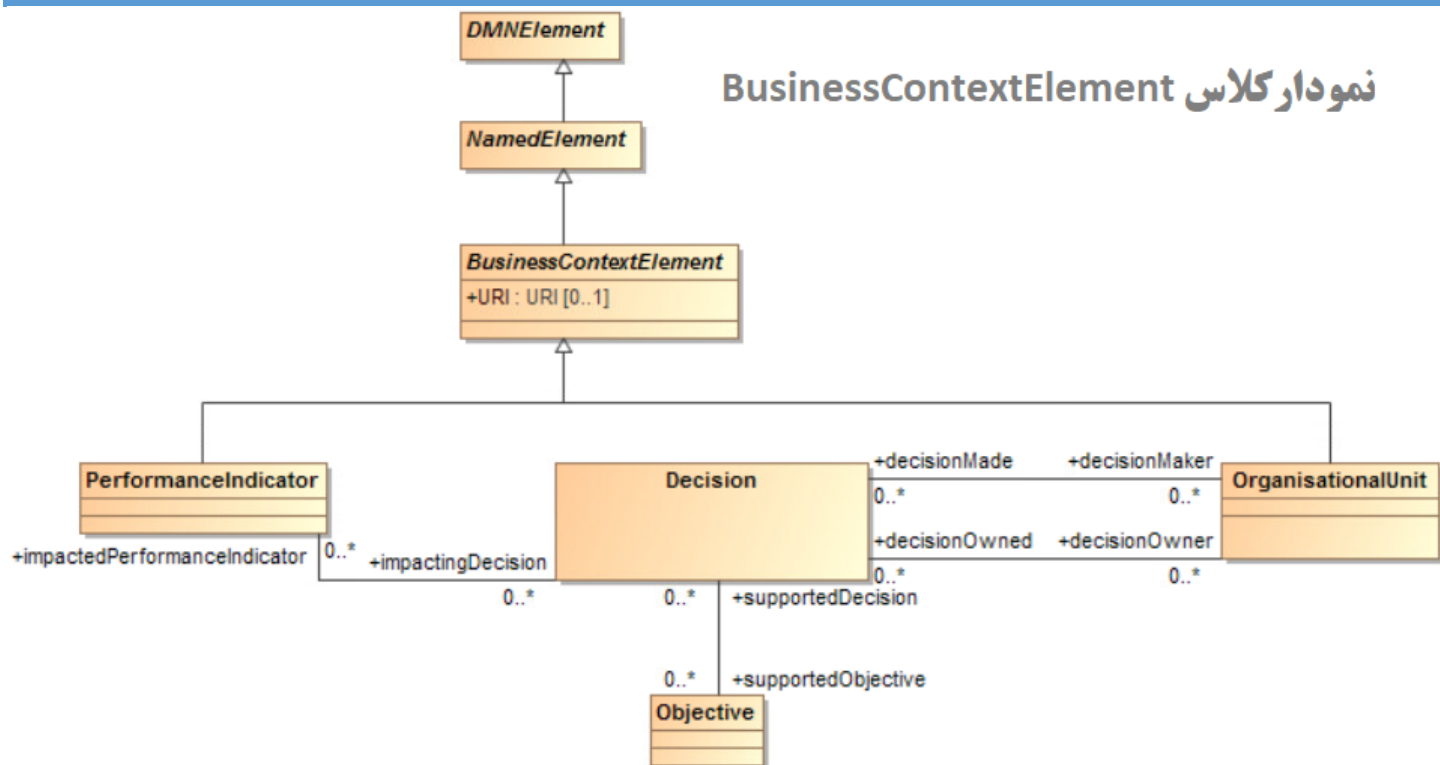 DMNElement
نمودار کلاس BusinessContextElement
NamedElement
BusinessContextElement
+URI : URI [0..1]
PerformanceIndicator
Decision
+decisionMade
+decisionMaker
OrganisationalUnit
0..*
0..*
+impactedPerformanceIndicator
0..*
+impactingDecision
+decisionOwned
+decisionOwner
0..*
0..*
0..*
0..*
+supportedDecision
0..*
+supportedObjective
Objective